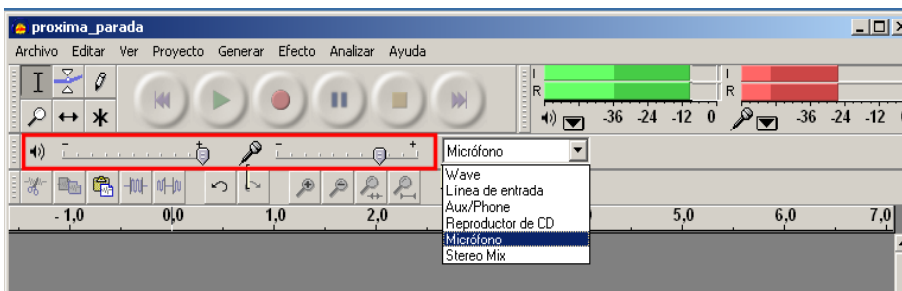 proxima_parada
Archivo Editar Ver Proyecto Generar Efecto Analizar Ayuda
I
R
-36 -24 -12 0
I
R
-36 -24 -12
- +
- +
Micrófono
Wave
Línea de entrada
Aux/Phone
Reproductor de CD
Micrófono
Stereo Mix
- 1,0 0,0 1,0 2,0 5,0 6,0 7,0